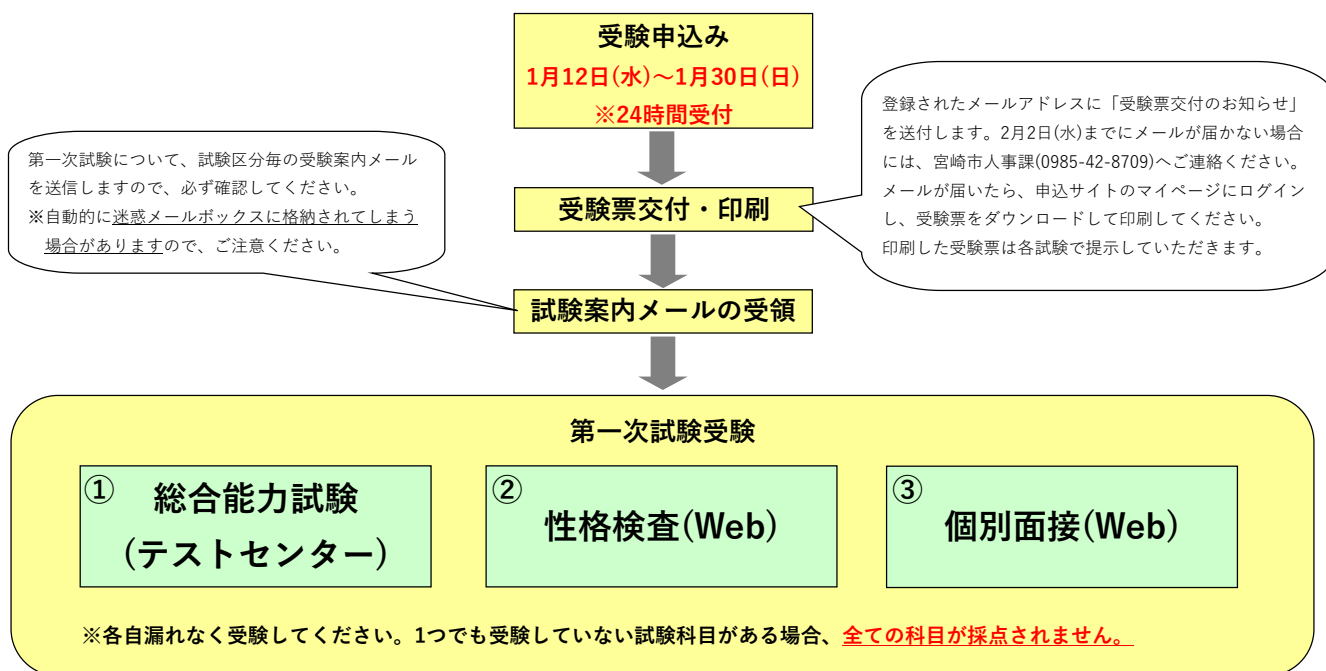 受験申込み
1月12日(水)～1月30日(日)
※24時間受付
登録されたメールアドレスに「受験票交付のお知らせ」
を送付します。2月2日(水)までにメールが届かない場合
には、宮崎市人事課(0985-42-8709)へご連絡ください。
メールが届いたら、申込サイトのマイページにログイン
し、受験票をダウンロードして印刷してください。
印刷した受験票は各試験で提示していただきます。
第一次試験について、試験区分毎の受験案内メール
を送信しますので、必ず確認してください。
※自動的に迷惑メールボックスに格納されてしまう
場合がありますので、ご注意ください。
受験票交付・印刷
試験案内メールの受領
第一次試験受験
① 総合能力試験
(テストセンター)
② 性格検査(Web)
③ 個別面接(Web)
※各自漏れなく受験してください。1つでも受験していない試験科目がある場合、全ての科目が採点されません。